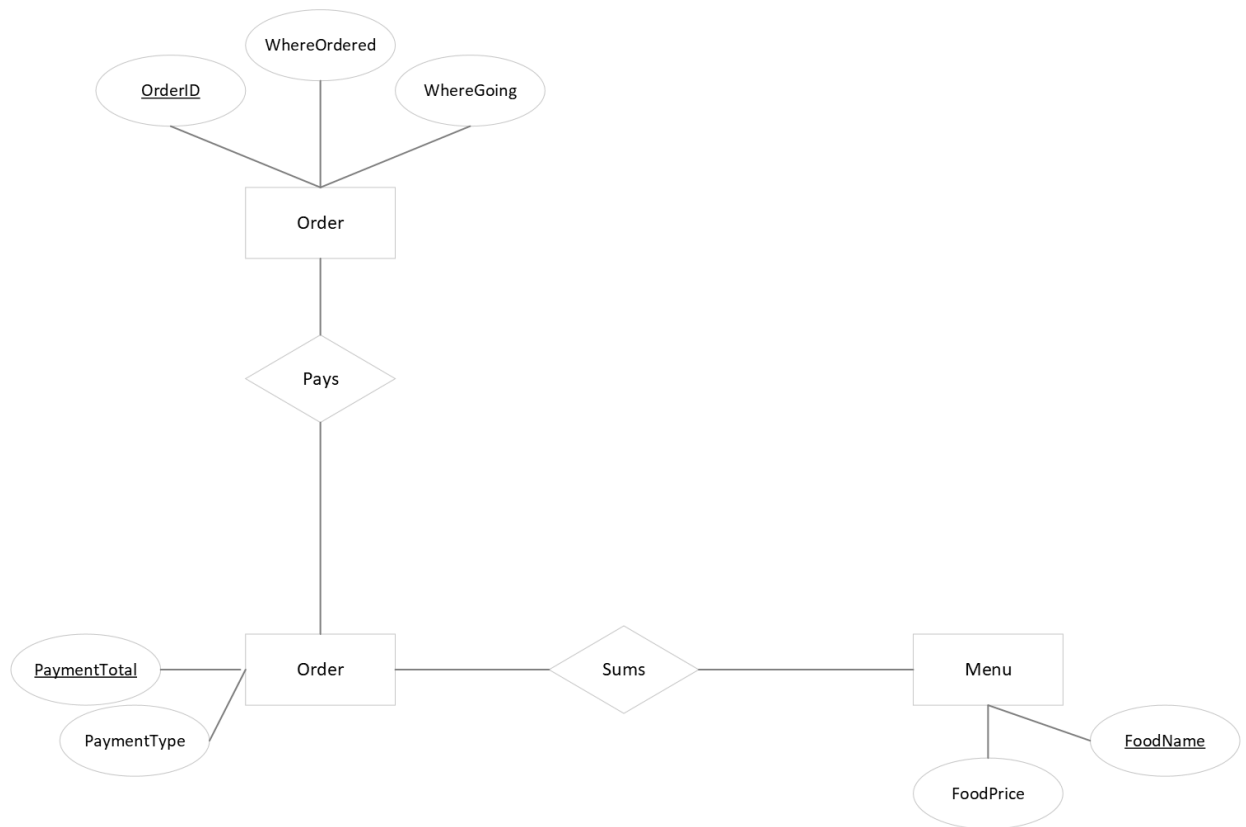 WhereOrdered
OrderID
WhereGoing
Order
Pays
PaymentTotal
Order
Sums
Menu
PaymentType
FoodName
FoodPrice